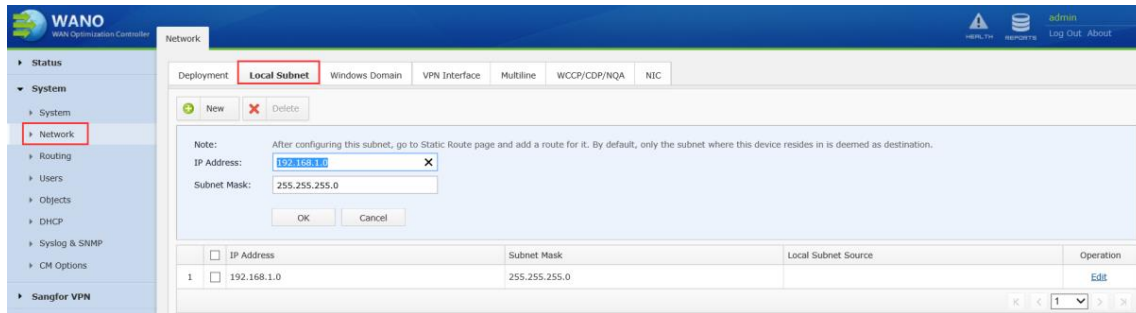 WANO
WAN Optimization Controller
Network
HEALTH
REPORTS
admin
Log Out About
Status
System
System
Network
Routing
Users
Objects
DHCP
Syslog & SNMP
CM Options
Sangfor VPN
Deployment Local Subnet Windows Domain VPN Interface Multiline WCCP/CDP/NQA NIC
New Delete
Note: After configuring this subnet, go to Static Route page and add a route for it. By default, only the subnet where this device resides in is deemed as destination.
IP Address: 192.168.1.0
Subnet Mask: 255.255.255.0
OK Cancel
IP Address Subnet Mask Local Subnet Source Operation
1 192.168.1.0 255.255.255.0 Edit
1